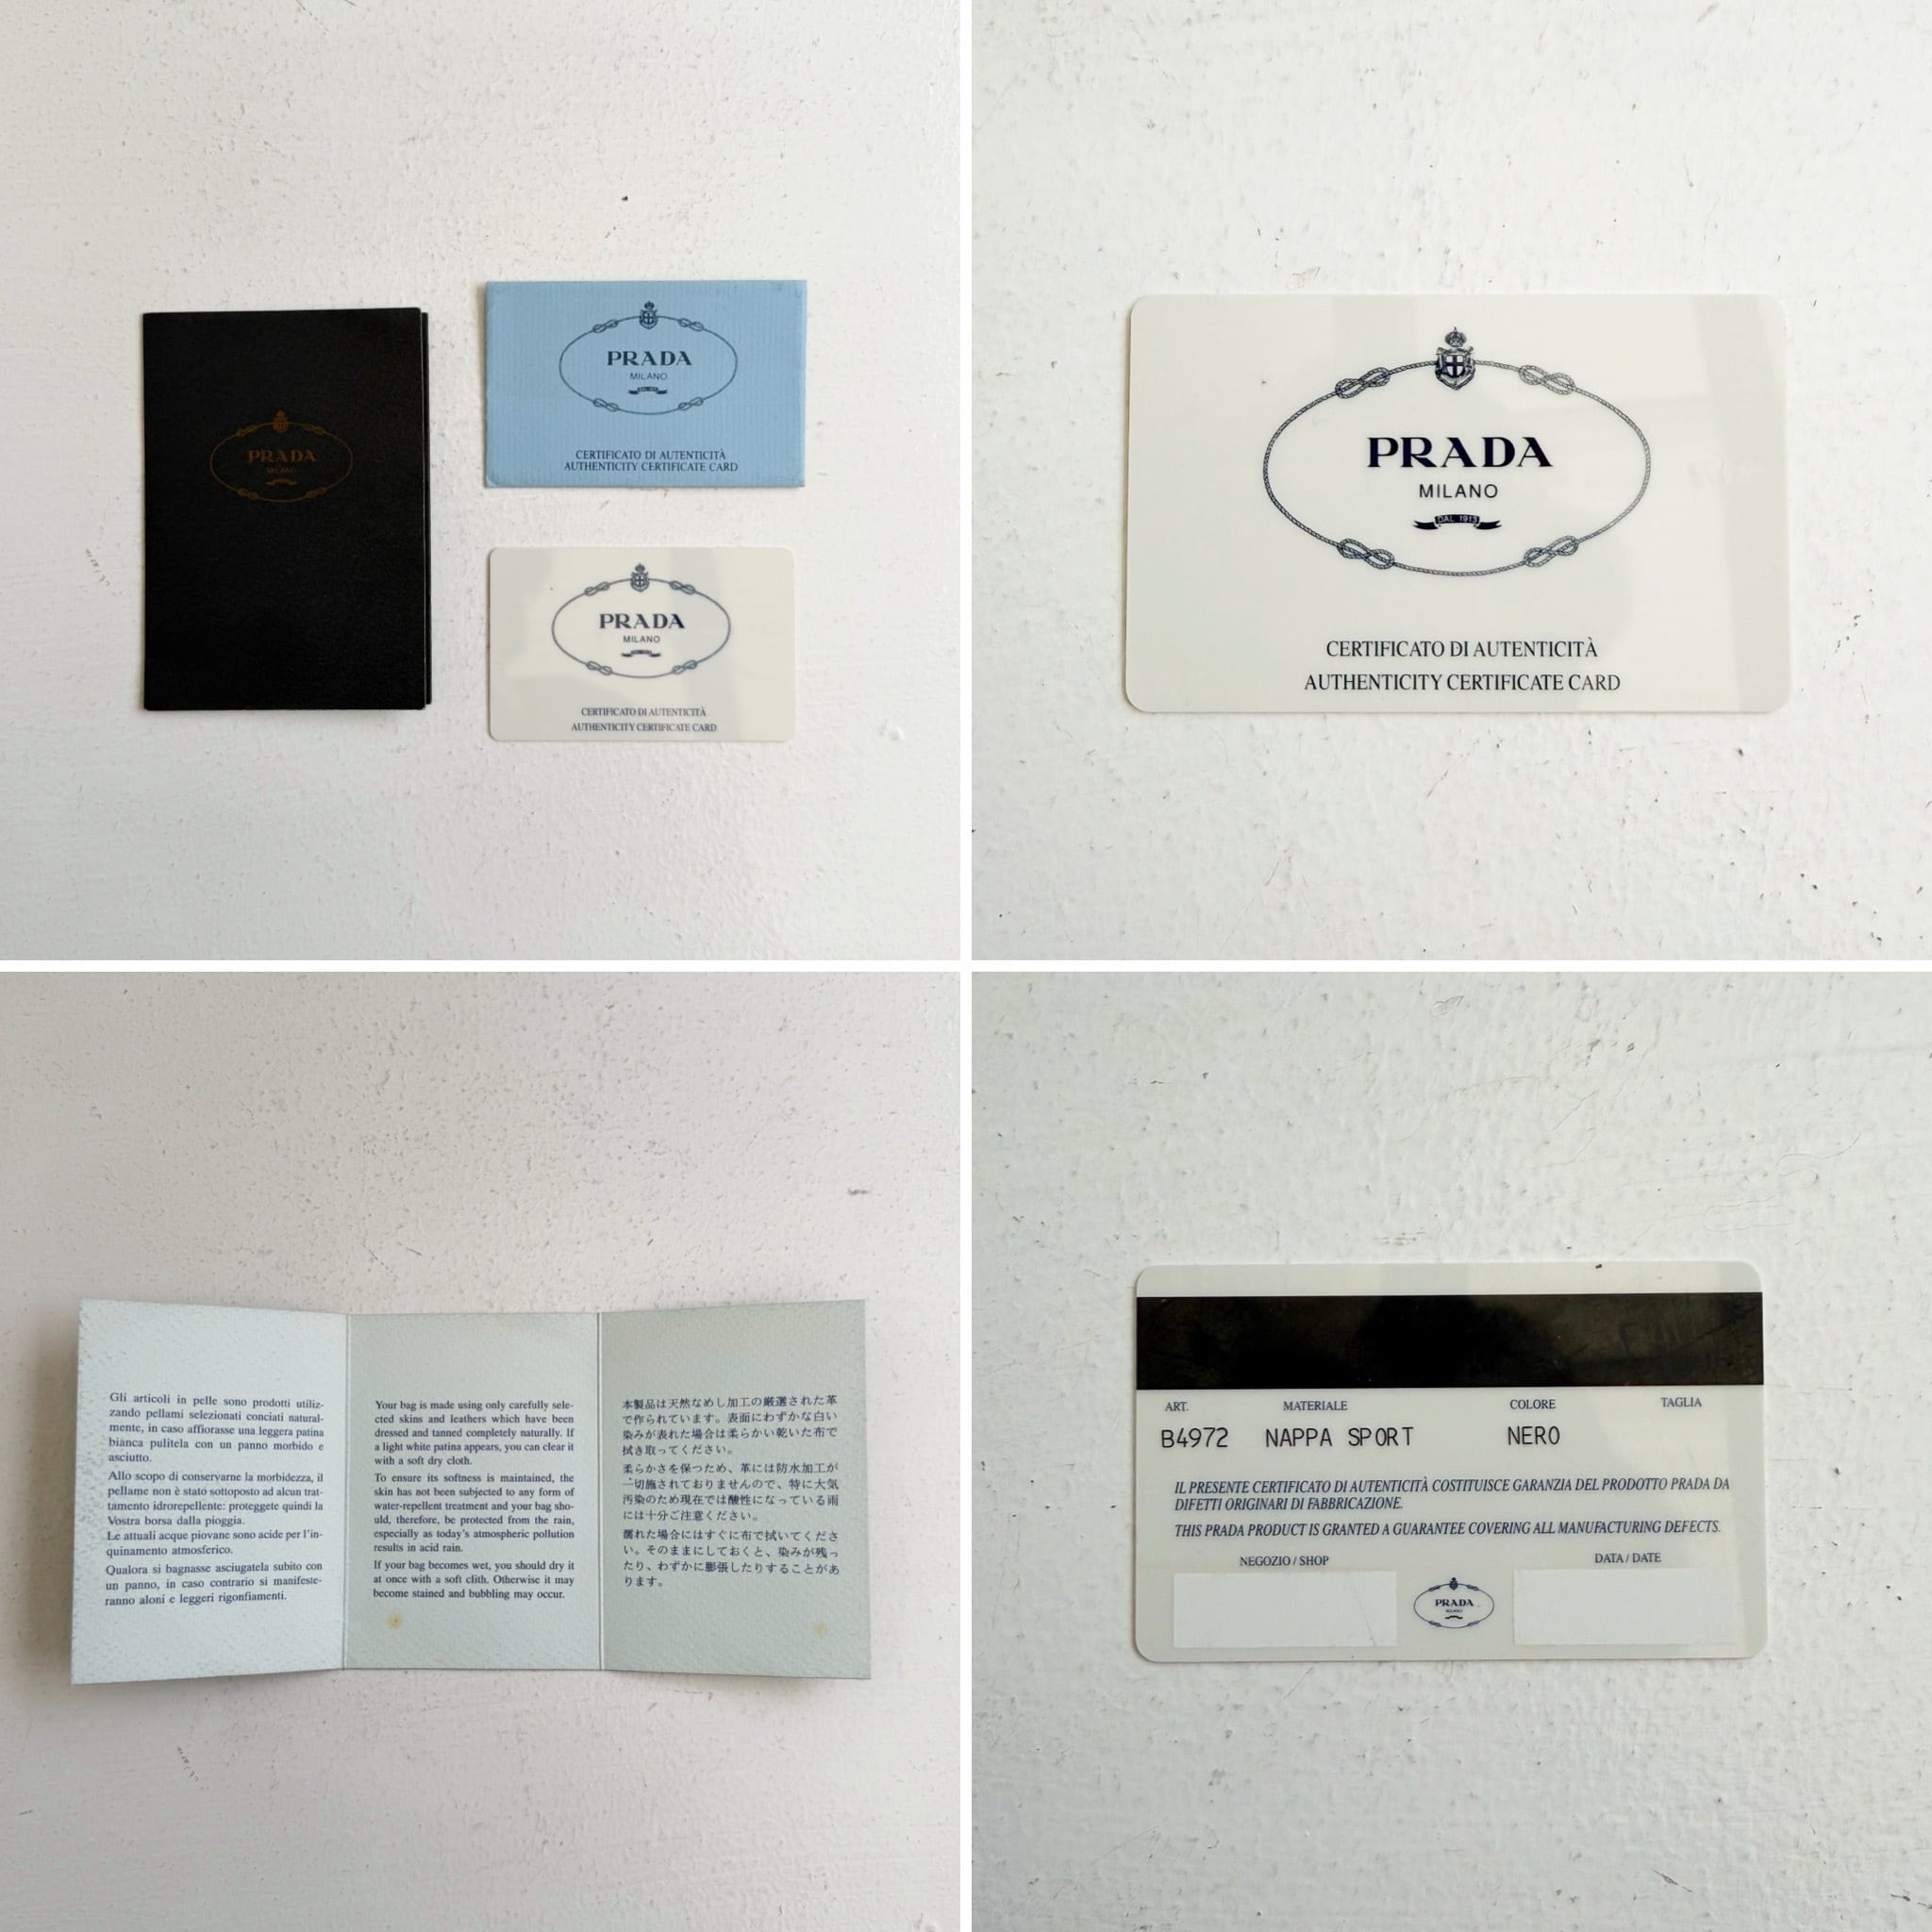 PRADA
MILANO
PRADA
MILANO
CERTIFICATO DI AUTENTICITÀ
AUTHENTICITY CERTIFICATE CARD
PRADA
MILANO
CERTIFICATO DI AUTENTICITÀ
AUTHENTICITY CERTIFICATE CARD
PRADA
MILANO
DAL 1913
CERTIFICATO DI AUTENTICITÀ
AUTHENTICITY CERTIFICATE CARD
Gli articoli in pelle sono prodotti utiliz-
zando pellami selezionati conciati natural-
mente, in caso affiorasse una leggera patina
bianca pulitela con un panno morbido e
asciutto.
Allo scopo di conservarne la morbidezza, il
pellame non è stato sottoposto ad alcun trat-
tamento idrorepellente: proteggete quindi la
Vostra borsa dalla pioggia.
Le attuali acque piovane sono acide per l'in-
quinamento atmosferico.
Qualora si bagnasse asciugatela subito con
un panno, in caso contrario si manifeste-
ranno aloni e leggeri rigonfiamenti.
Your bag is made using only carefully sele-
cted skins and leathers which have been
dressed and tanned completely naturally. If
a light white patina appears, you can clear it
with a soft dry cloth.
To ensure its softness is maintained, the
skin has not been subjected to any form of
water-repellent treatment and your bag sho-
uld, therefore, be protected from the rain,
especially as today's atmospheric pollution
results in acid rain.
If your bag becomes wet, you should dry it
at once with a soft clith. Otherwise it may
become stained and bubbling may occur.
本製品は天然なめし加工の厳選された革
で作られています。表面にわずかな白い
染みが表れた場合は柔らかい乾いた布で
拭き取ってください。
柔らかさを保つため、革には防水加工が
一切施されておりませんので、特に大気
汚染のため現在では酸性になっている雨
には十分ご注意ください。
濡れた場合にはすぐに布で拭いてくださ
い。そのままにしておくと、染みが残っ
たり、わずかに膨張したりすることがあ
ります。
ART. MATERIALE COLORE TAGLIA
B4972 NAPPA SPORT NERO
IL PRESENTE CERTIFICATO DI AUTENTICITÀ COSTITUISCE GARANZIA DEL PRODOTTO PRADA DA
DIFETTI ORIGINARI DI FABBRICAZIONE.
THIS PRADA PRODUCT IS GRANTED A GUARANTEE COVERING ALL MANUFACTURING DEFECTS.
NEGOZIO / SHOP DATA / DATE
PRADA
MILANO